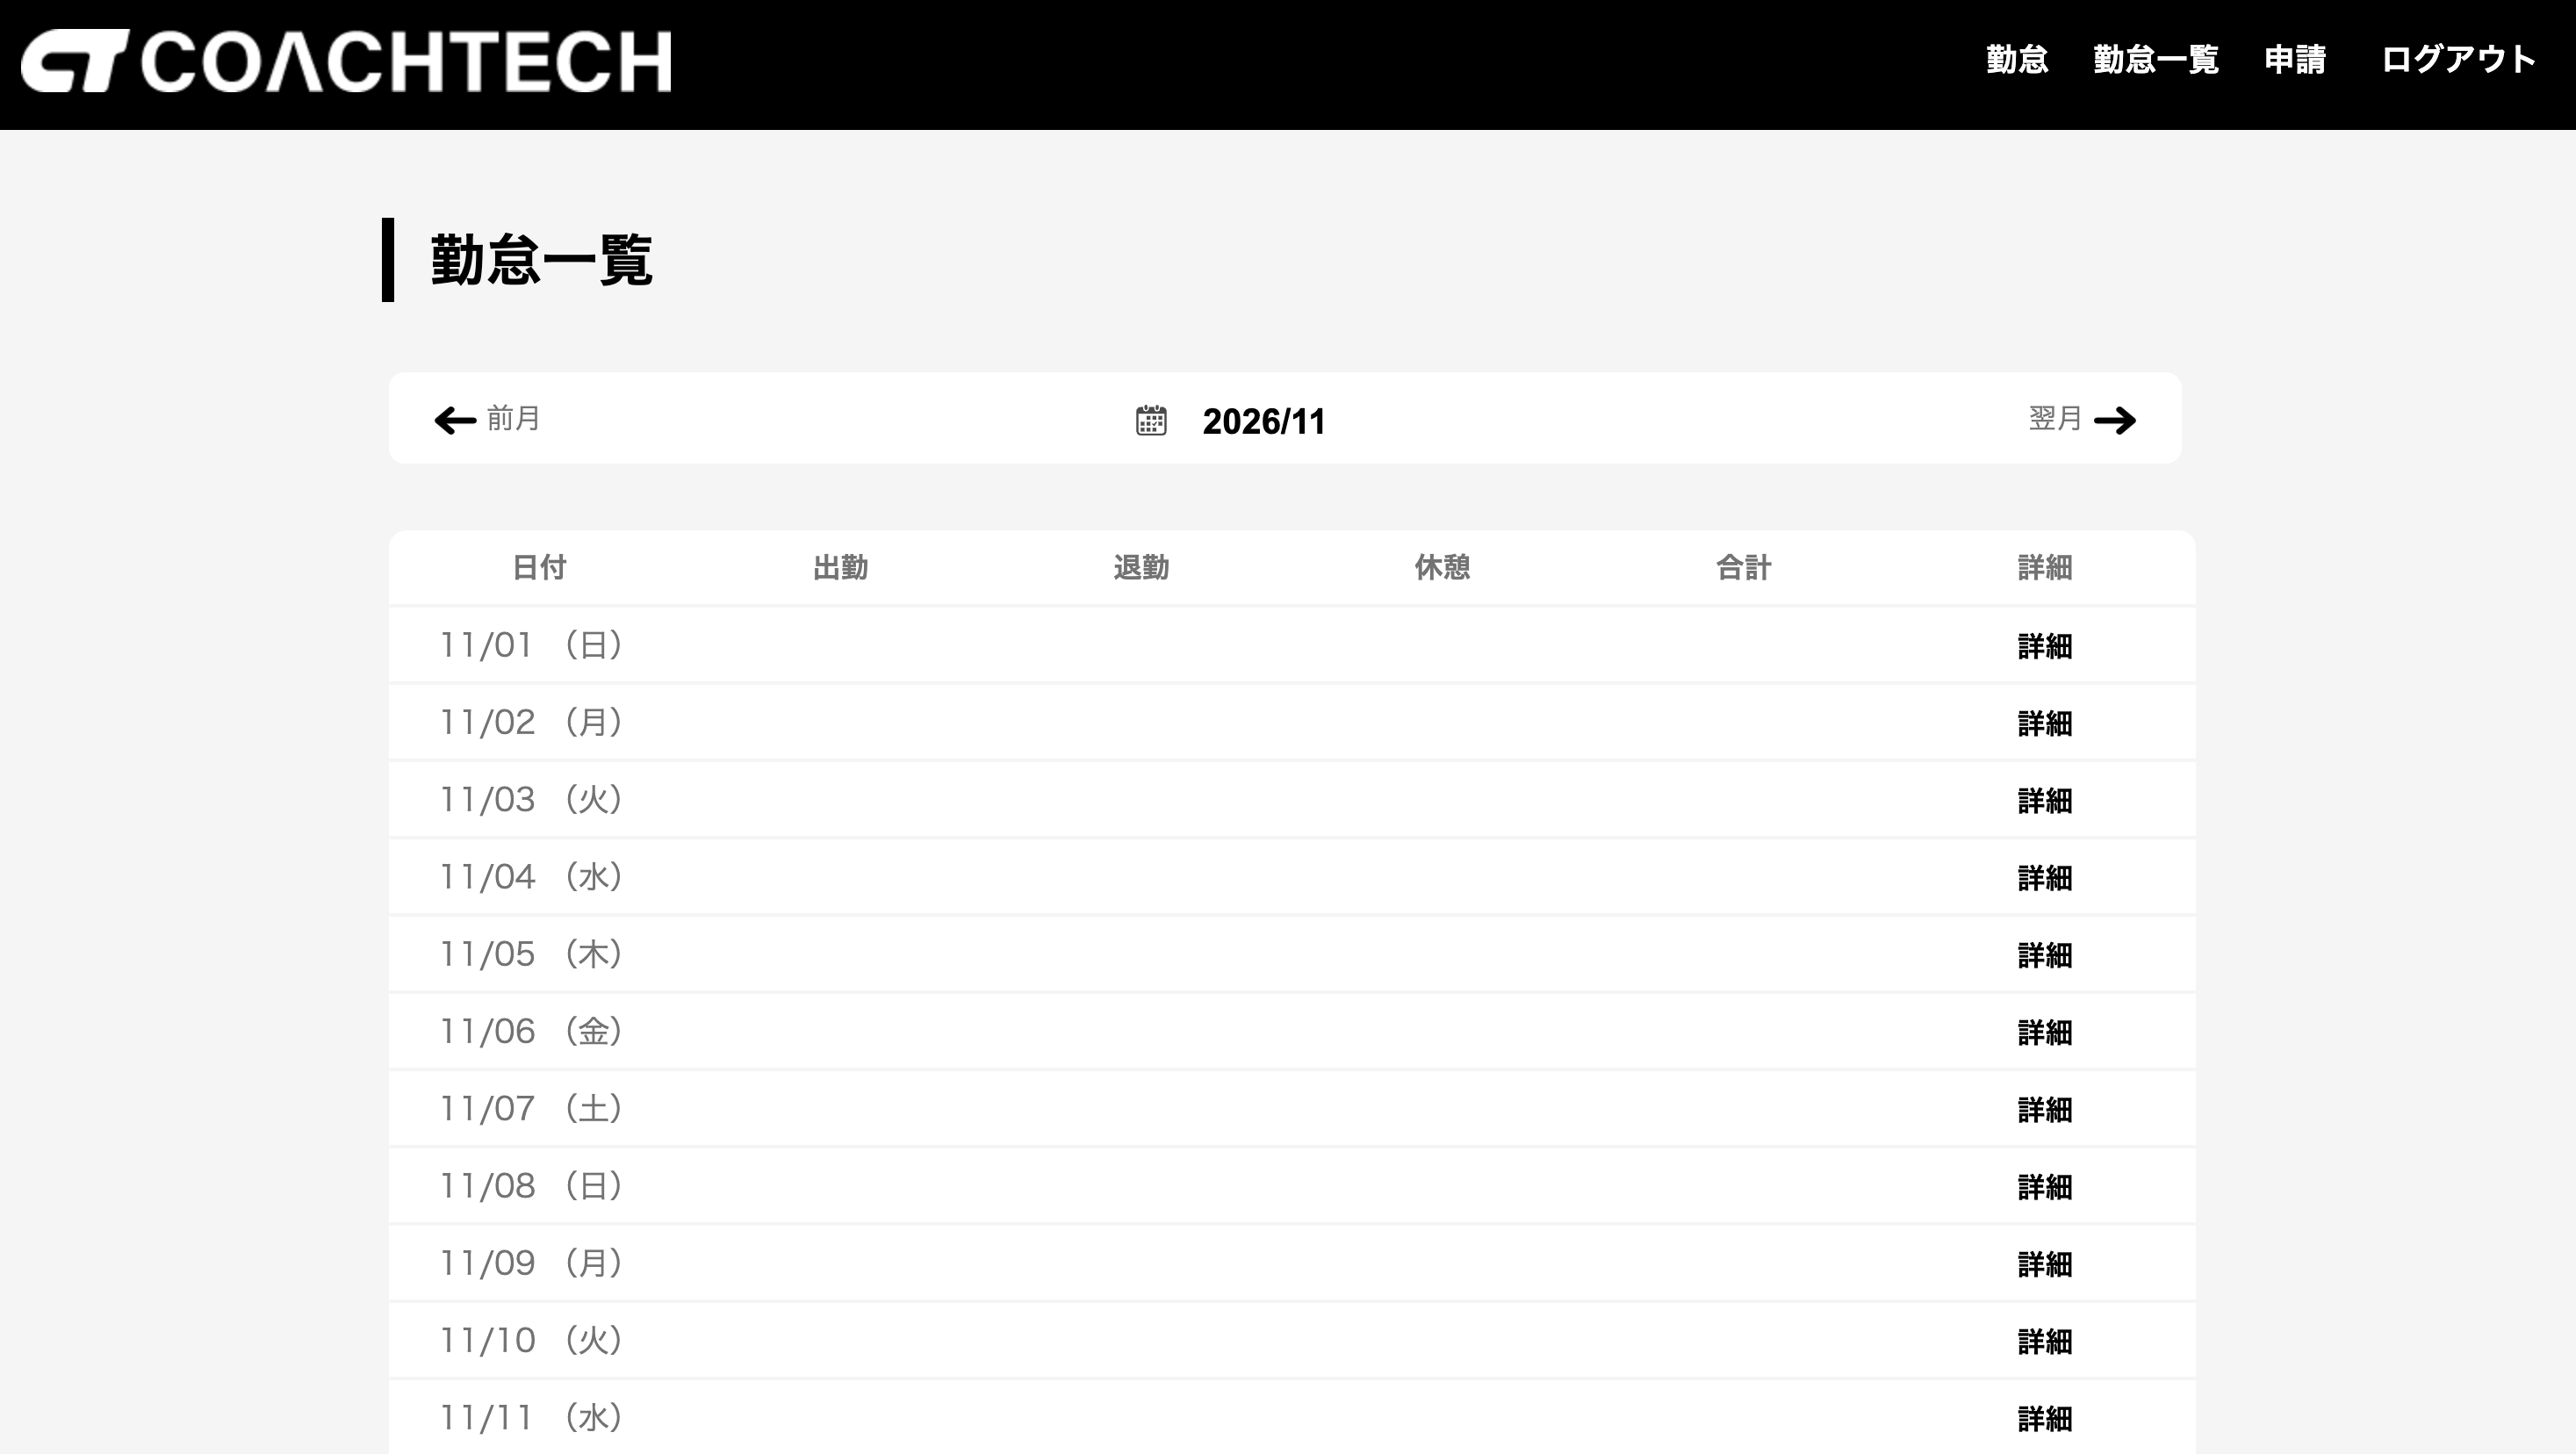 COACHTECH 勤怠 勤怠一覧 申請 ログアウト
勤怠一覧
前月 2026/11 翌月
日付 出勤 退勤 休憩 合計 詳細
11/01 （日） 詳細
11/02 （月） 詳細
11/03 （火） 詳細
11/04 （水） 詳細
11/05 （木） 詳細
11/06 （金） 詳細
11/07 （土） 詳細
11/08 （日） 詳細
11/09 （月） 詳細
11/10 （火） 詳細
11/11 （水） 詳細